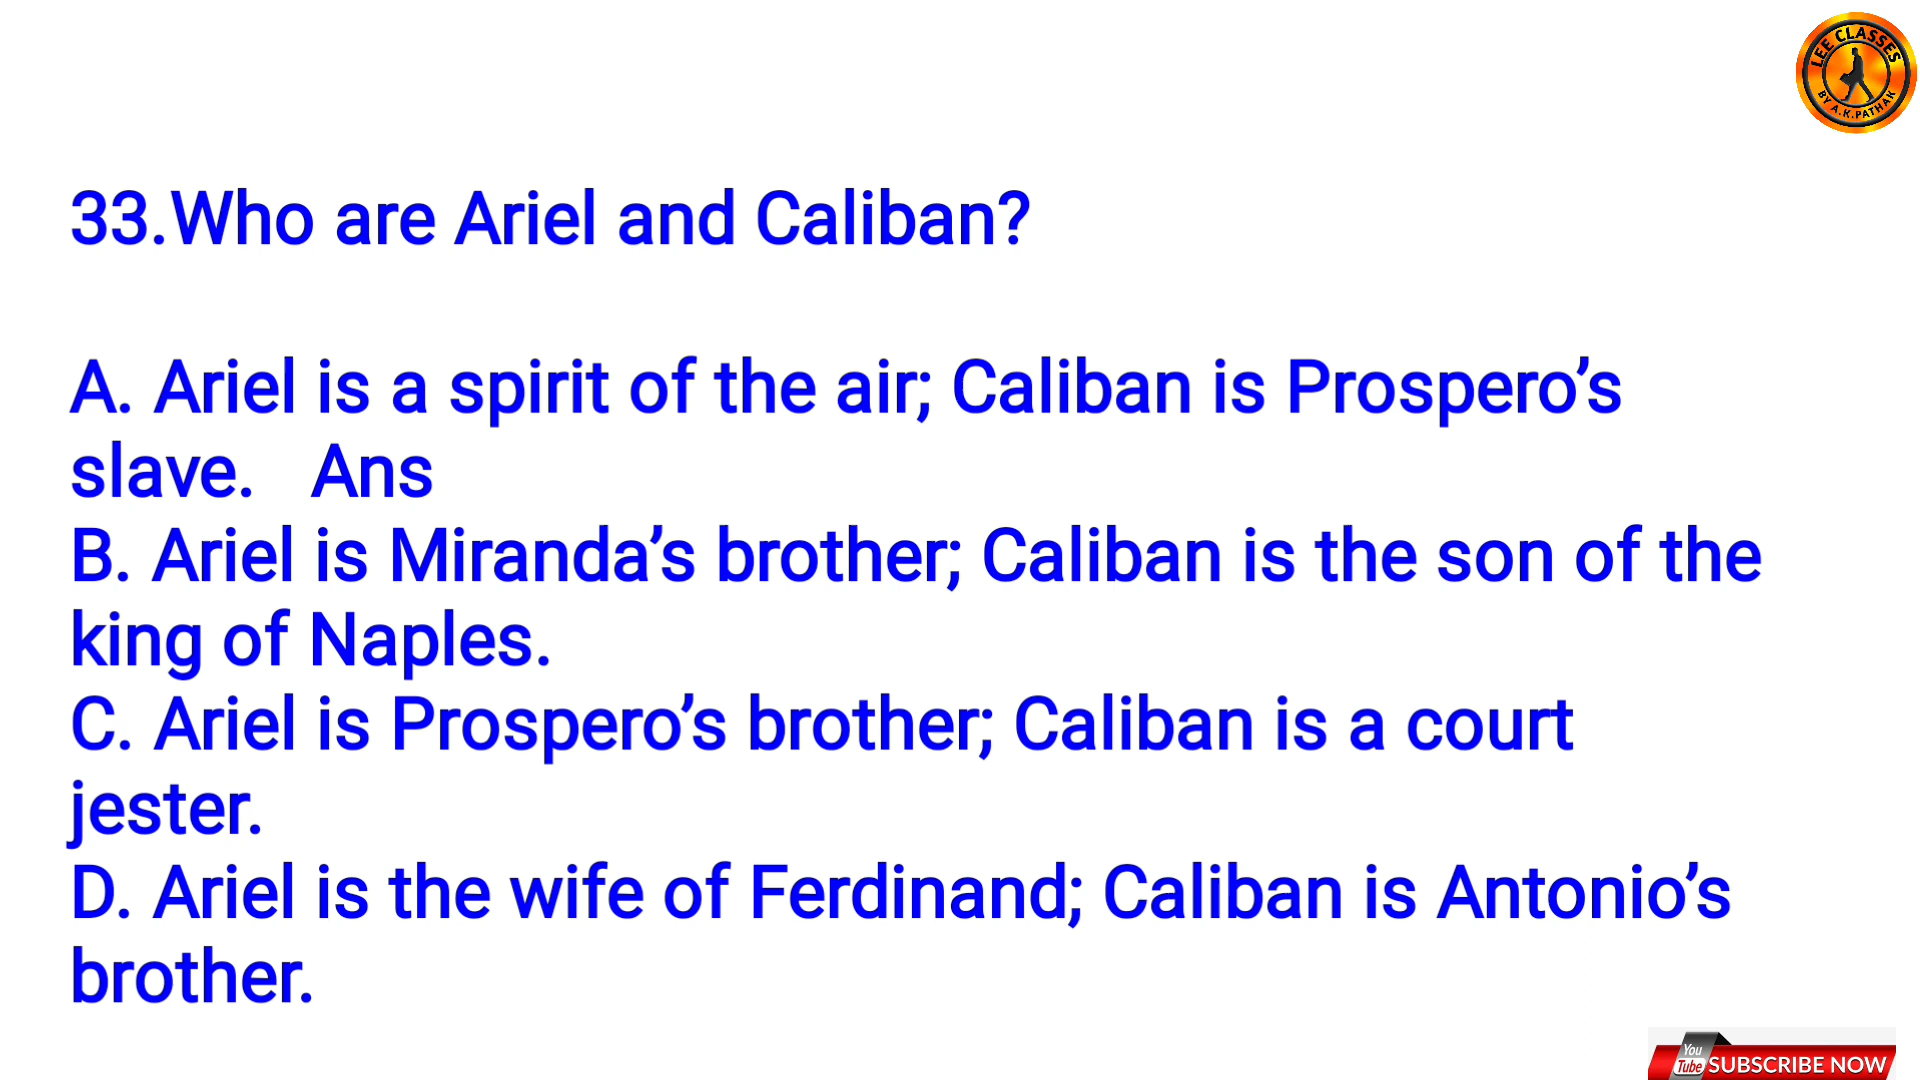 LEE CLASSES
BY A.K.PATHAK
33.Who are Ariel and Caliban?
A. Ariel is a spirit of the air; Caliban is Prospero’s
slave.   Ans
B. Ariel is Miranda’s brother; Caliban is the son of the
king of Naples.
C. Ariel is Prospero’s brother; Caliban is a court
jester.
D. Ariel is the wife of Ferdinand; Caliban is Antonio’s
brother.
You
Tube SUBSCRIBE NOW